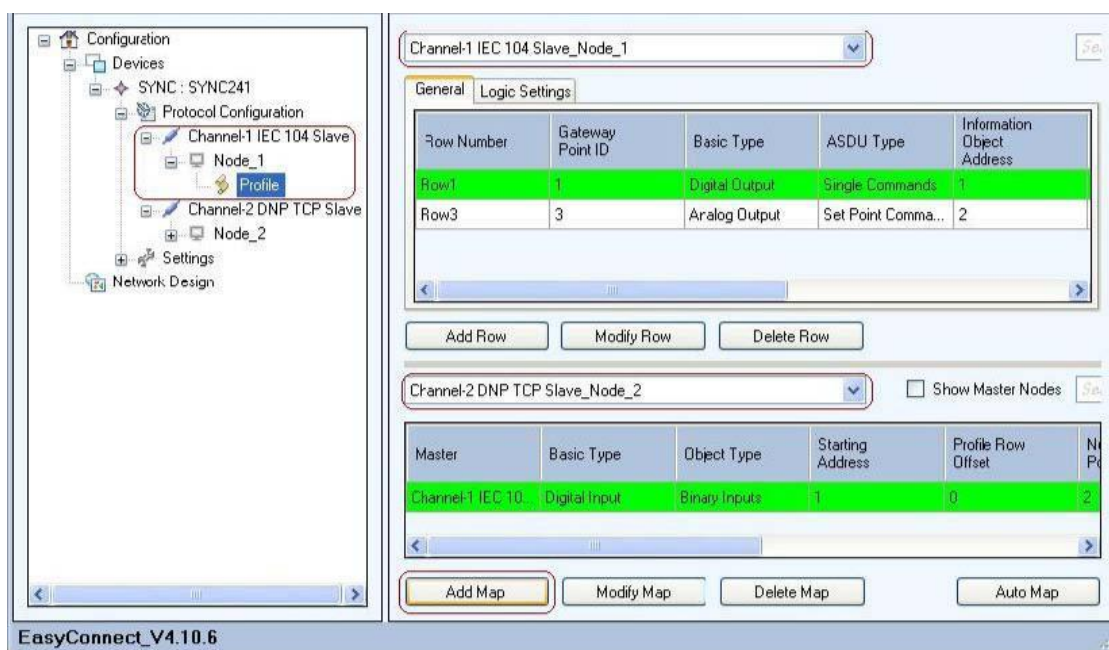 Configuration
Devices
SYNC : SYNC241
Protocol Configuration
Channel-1 IEC 104 Slave
Node_1
Profile
Channel-2 DNP TCP Slave
Node_2
Settings
Network Design
Channel-1 IEC 104 Slave_Node_1
General Logic Settings
Row Number Gateway Point ID Basic Type ASDU Type Information Object Address
Row1 1 Digital Output Single Commands 1
Row3 3 Analog Output Set Point Comma... 2
Add Row Modify Row Delete Row
Channel-2 DNP TCP Slave_Node_2
Show Master Nodes
Master Basic Type Object Type Starting Address Profile Row Offset
Channel-1 IEC 10... Digital Input Binary Inputs 1 0 2
Add Map Modify Map Delete Map Auto Map
EasyConnect_V4.10.6